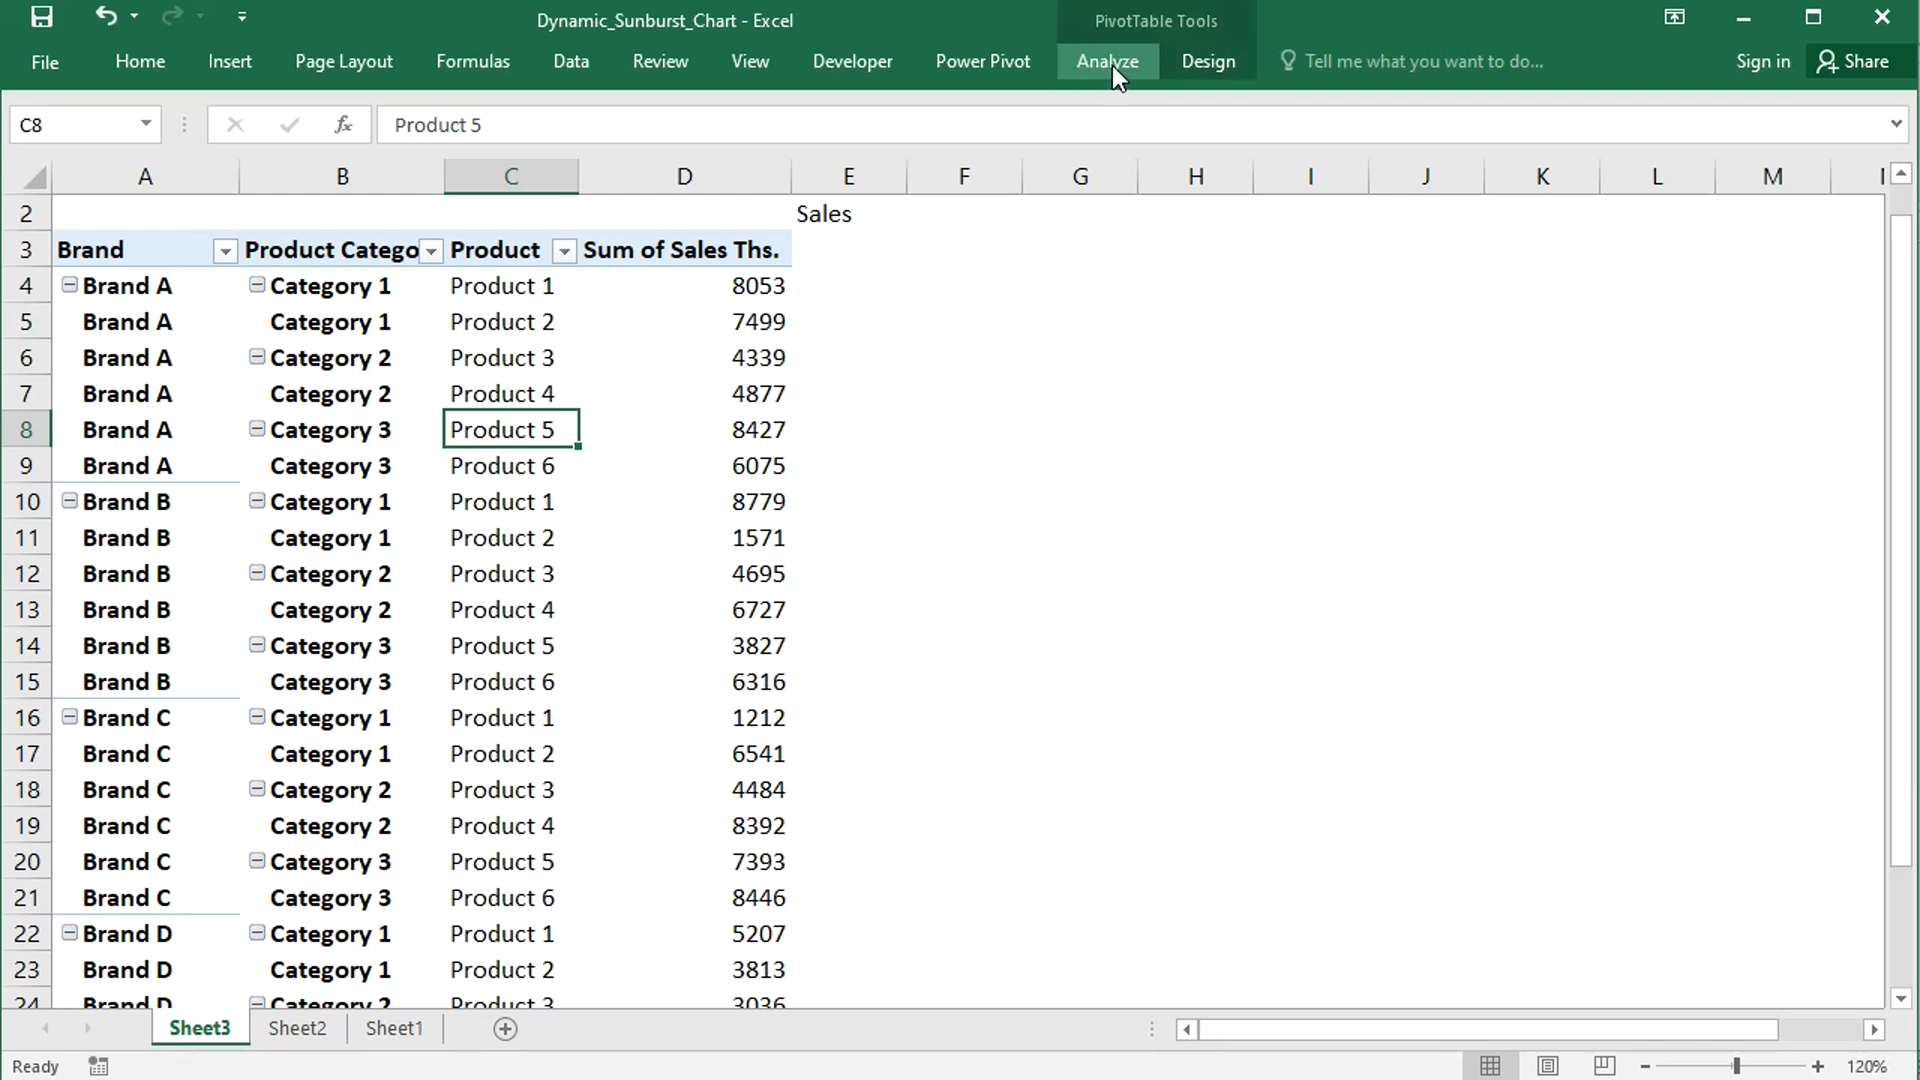 Dynamic_Sunburst_Chart - Excel
PivotTable Tools
File Home Insert Page Layout Formulas Data Review View Developer Power Pivot Analyze Design Tell me what you want to do... Sign in Share
C8 fx Product 5
A B C D E F G H I J K L M
2 Sales
3 Brand Product Catego Product Sum of Sales Ths.
4 Brand A Category 1 Product 1 8053
5 Brand A Category 1 Product 2 7499
6 Brand A Category 2 Product 3 4339
7 Brand A Category 2 Product 4 4877
8 Brand A Category 3 Product 5 8427
9 Brand A Category 3 Product 6 6075
10 Brand B Category 1 Product 1 8779
11 Brand B Category 1 Product 2 1571
12 Brand B Category 2 Product 3 4695
13 Brand B Category 2 Product 4 6727
14 Brand B Category 3 Product 5 3827
15 Brand B Category 3 Product 6 6316
16 Brand C Category 1 Product 1 1212
17 Brand C Category 1 Product 2 6541
18 Brand C Category 2 Product 3 4484
19 Brand C Category 2 Product 4 8392
20 Brand C Category 3 Product 5 7393
21 Brand C Category 3 Product 6 8446
22 Brand D Category 1 Product 1 5207
23 Brand D Category 1 Product 2 3813
24 Brand D Category 2 Product 3 3036
Sheet3 Sheet2 Sheet1
Ready 120%